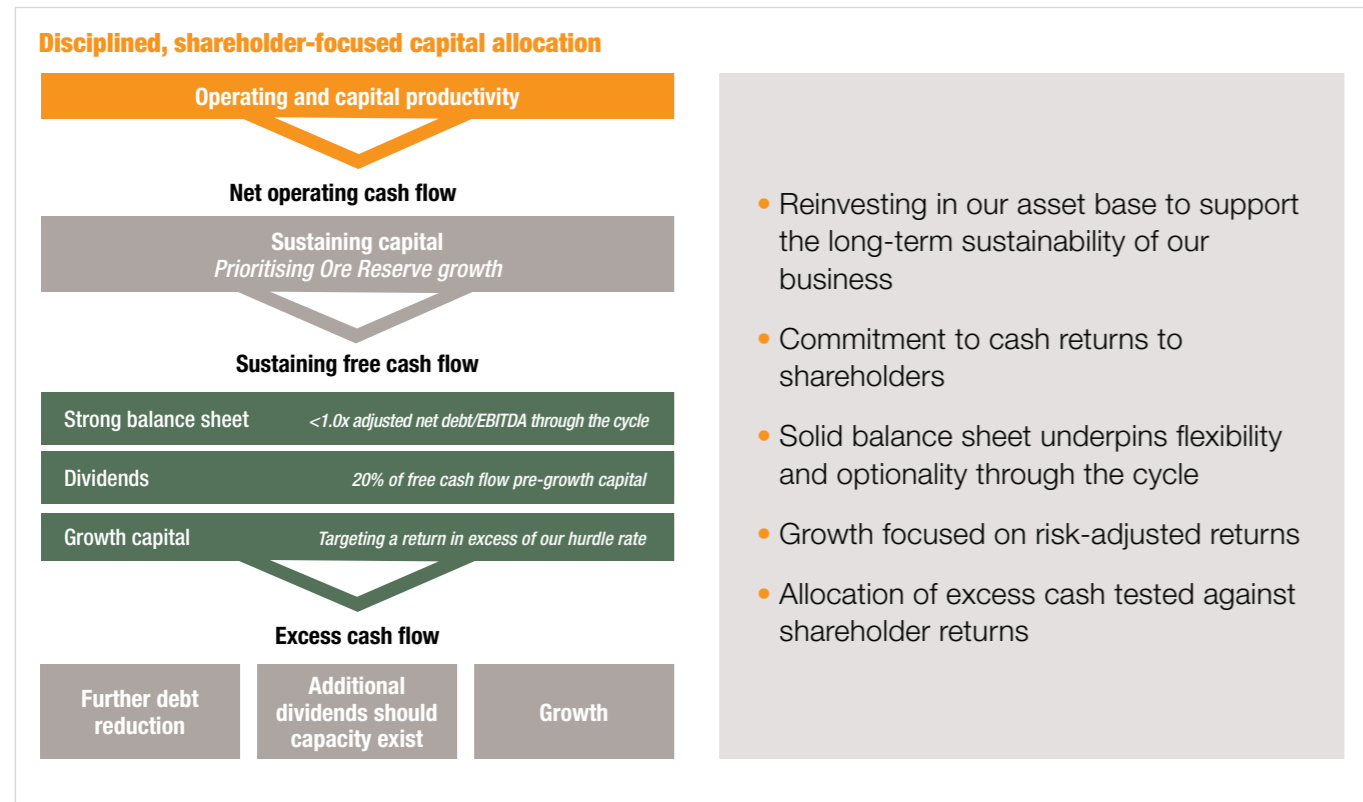 Disciplined, shareholder-focused capital allocation
Operating and capital productivity
Net operating cash flow
Sustaining capital
Prioritising Ore Reserve growth
Sustaining free cash flow
Strong balance sheet <1.0x adjusted net debt/EBITDA through the cycle
Dividends 20% of free cash flow pre-growth capital
Growth capital Targeting a return in excess of our hurdle rate
Excess cash flow
Further debt
reduction
Additional
dividends should
capacity exist
Growth
• Reinvesting in our asset base to support
the long-term sustainability of our
business
• Commitment to cash returns to
shareholders
• Solid balance sheet underpins flexibility
and optionality through the cycle
• Growth focused on risk-adjusted returns
• Allocation of excess cash tested against
shareholder returns